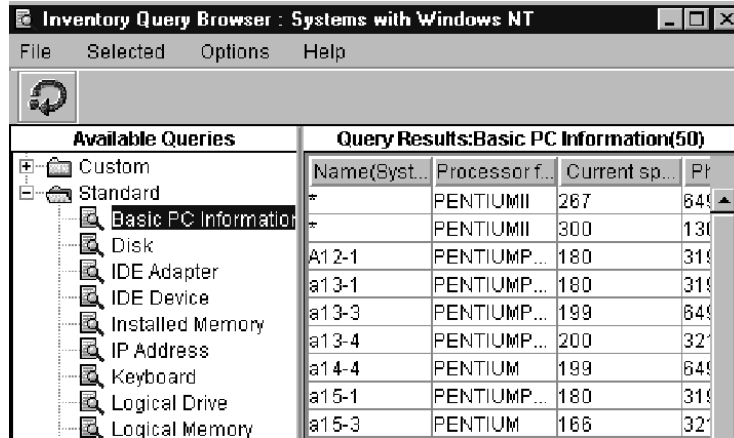 Inventory Query Browser : Systems with Windows NT
File Selected Options Help
Available Queries
Custom
Standard
Basic PC Information
Disk
IDE Adapter
IDE Device
Installed Memory
IP Address
Keyboard
Logical Drive
Logical Memory
Query Results:Basic PC Information(50)
Name(Syst... Processor f... Current sp...
* PENTIUMII 267
* PENTIUMII 300
A12-1 PENTIUMP... 180
a13-1 PENTIUMP... 180
a13-3 PENTIUMP... 199
a13-4 PENTIUMP... 200
a14-4 PENTIUM 199
a15-1 PENTIUMP... 180
a15-3 PENTIUM 166